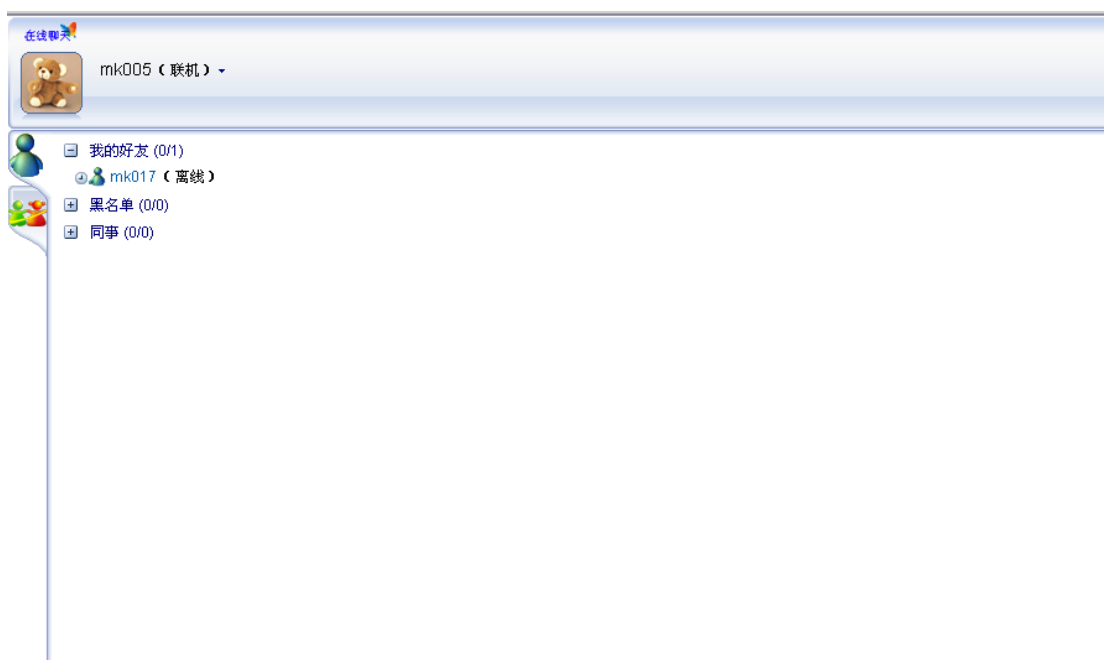 在线聊天
mk005（联机）
我的好友 (0/1)
mk017（离线）
黑名单 (0/0)
同事 (0/0)